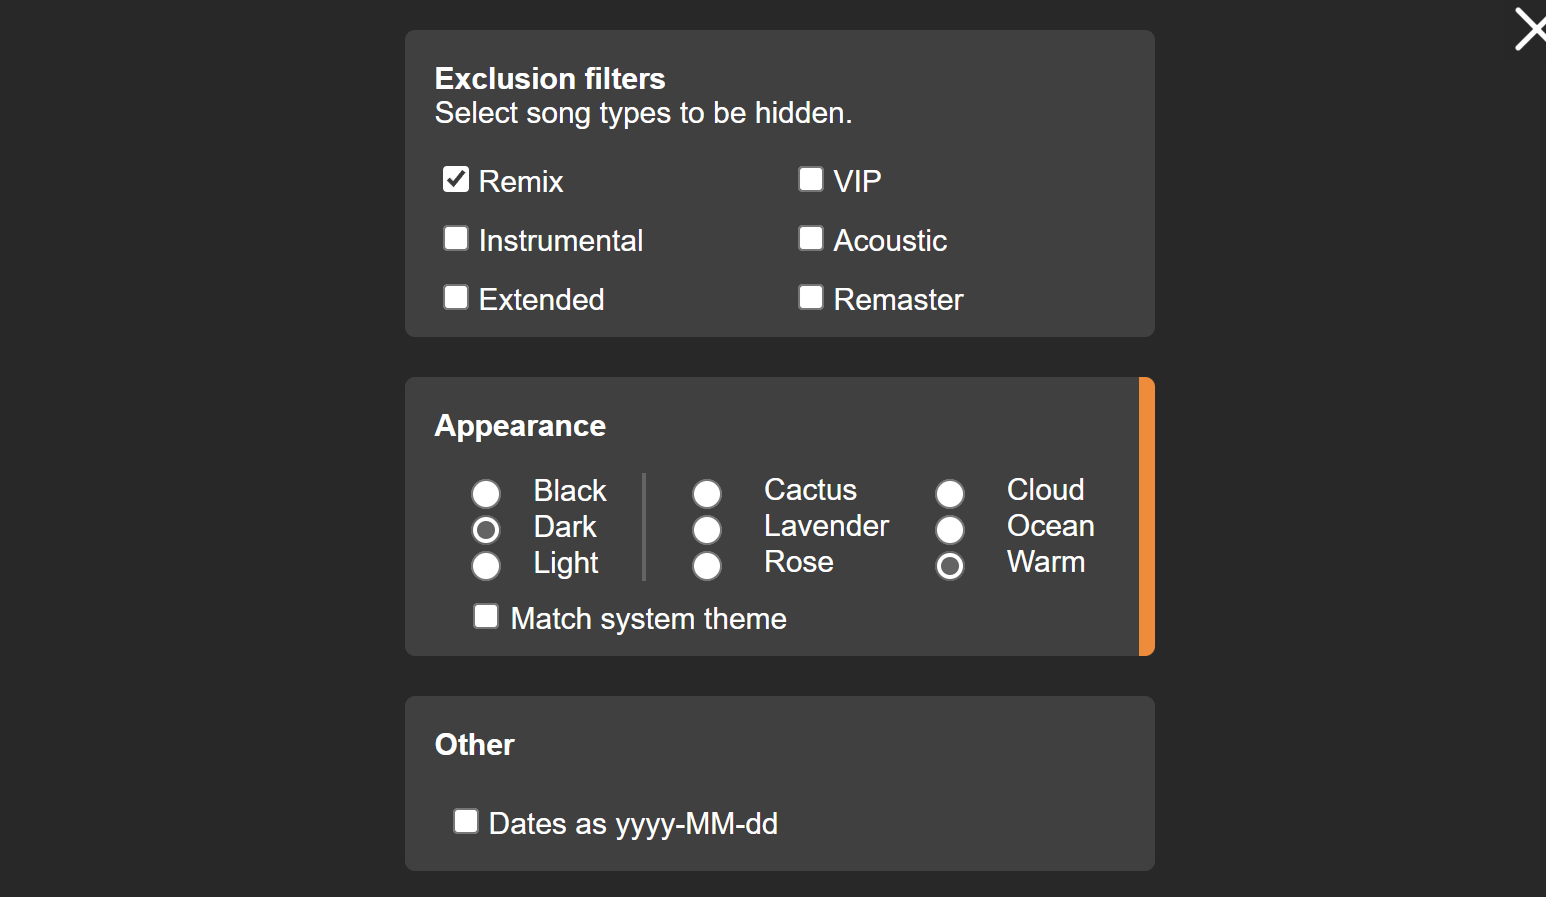 Exclusion filters
Select song types to be hidden.
Remix
VIP
Instrumental
Acoustic
Extended
Remaster
Appearance
Black
Dark
Light
Cactus
Lavender
Rose
Cloud
Ocean
Warm
Match system theme
Other
Dates as yyyy-MM-dd